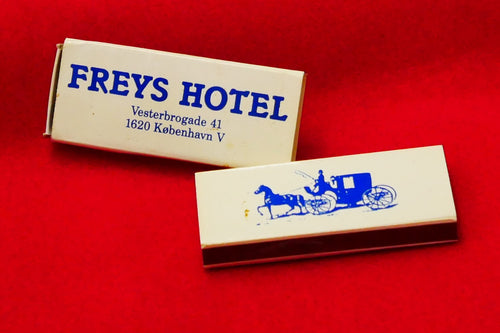 FREYS HOTEL
Vesterbrogade 41
1620 København V